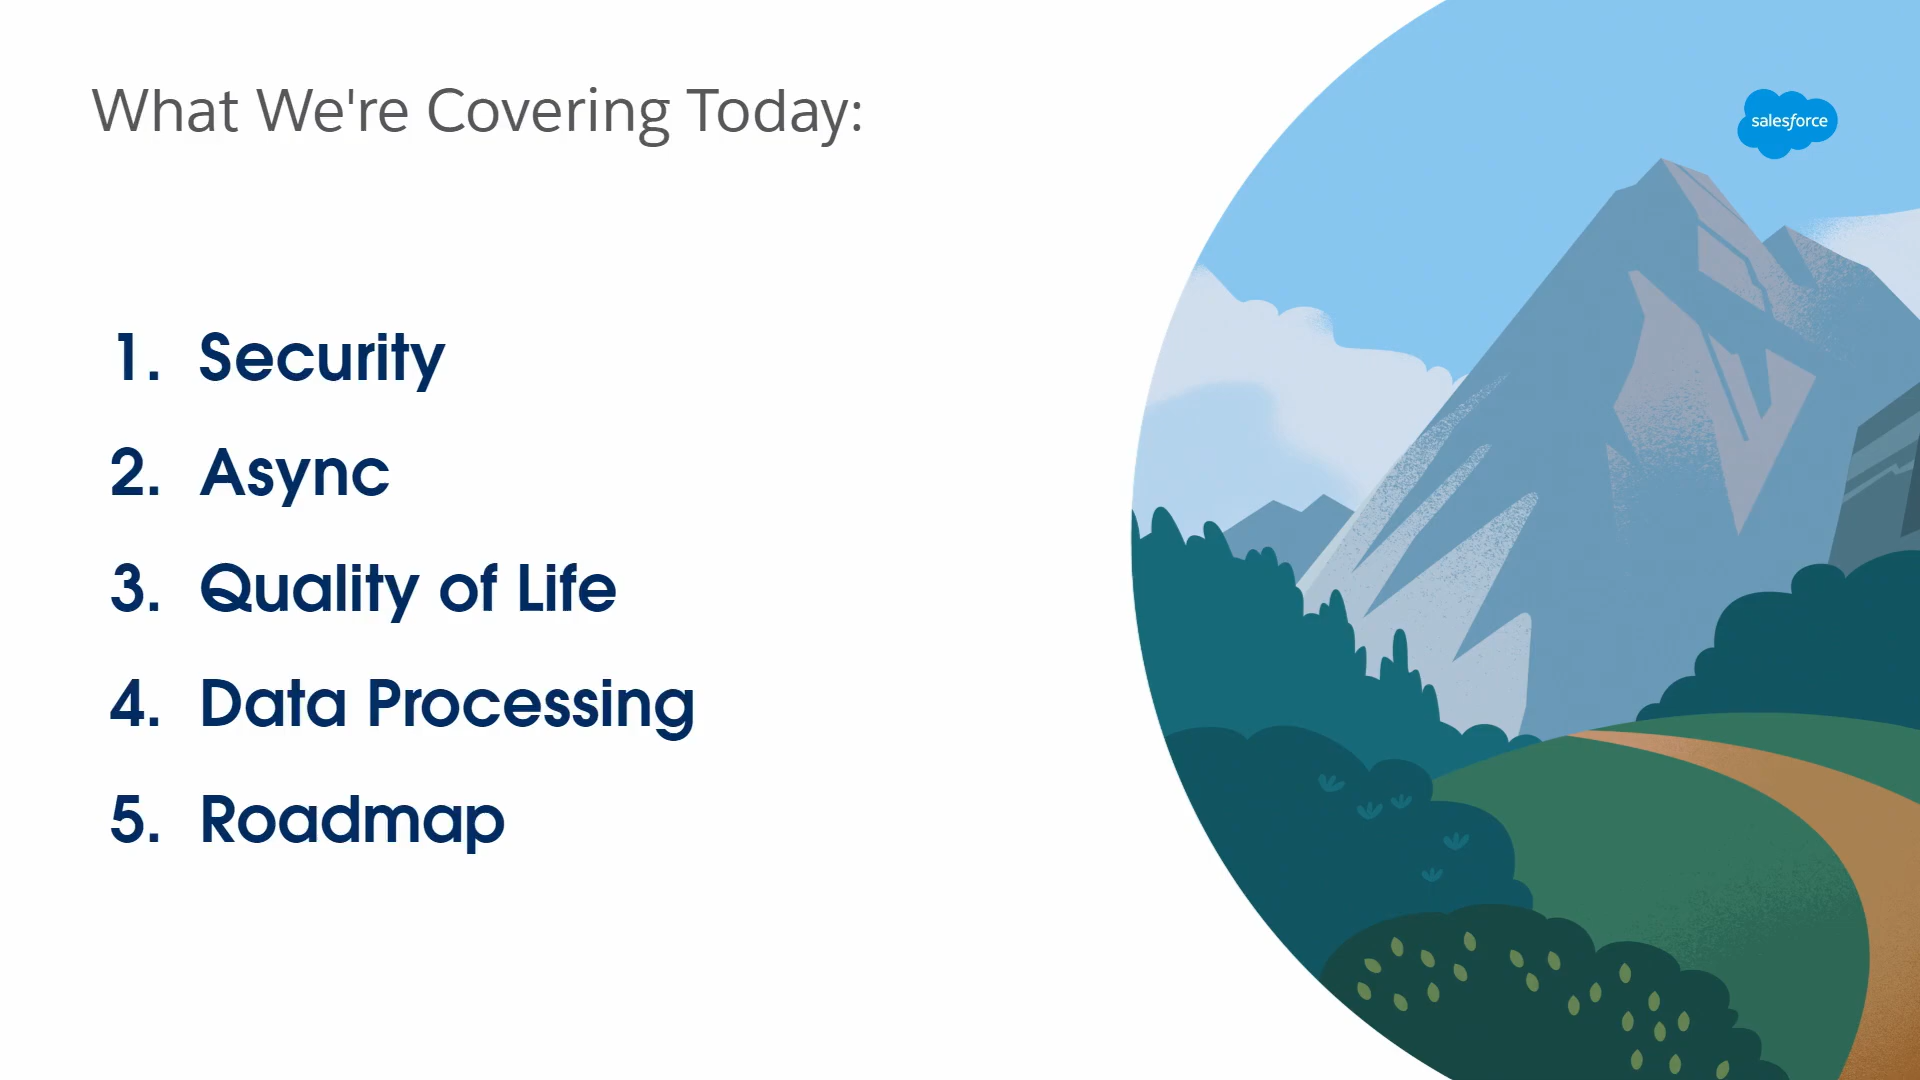 What We're Covering Today:
salesforce
1. Security
2. Async
3. Quality of Life
4. Data Processing
5. Roadmap